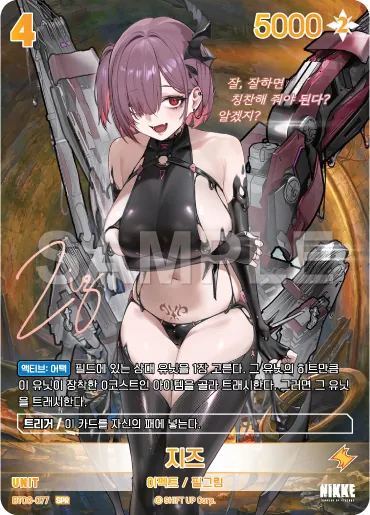 4
5000 2
잘, 잘하면
칭찬해 줘야 된다?
알겠지?
SAMPLE
액티브: 어택 필드에 있는 상대 유닛을 1장 고른다. 그 유닛의 히트만큼
이 유닛이 장착한 0코스트인 아이템을 골라 트래시한다. 그러면 그 유닛
을 트래시한다.
트리거 / 이 카드를 자신의 패에 넣는다.
지즈
UNIT
이펙트 / 필그림
ⓒ SHIFT UP Corp.
NIKKE